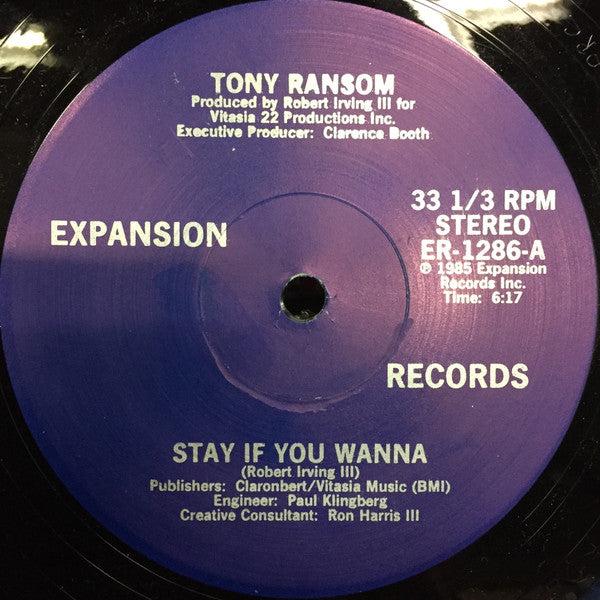 TONY RANSOM
Produced by Robert Irving III for
Vitasia 22 Productions Inc.
Executive Producer: Clarence Booth
33 1/3 RPM
STEREO
ER-1286-A
℗ 1985 Expansion
Records Inc.
Time: 6:17
EXPANSION
RECORDS
STAY IF YOU WANNA
(Robert Irving III)
Publishers: Claronbert/Vitasia Music (BMI)
Engineer: Paul Klingberg
Creative Consultant: Ron Harris III